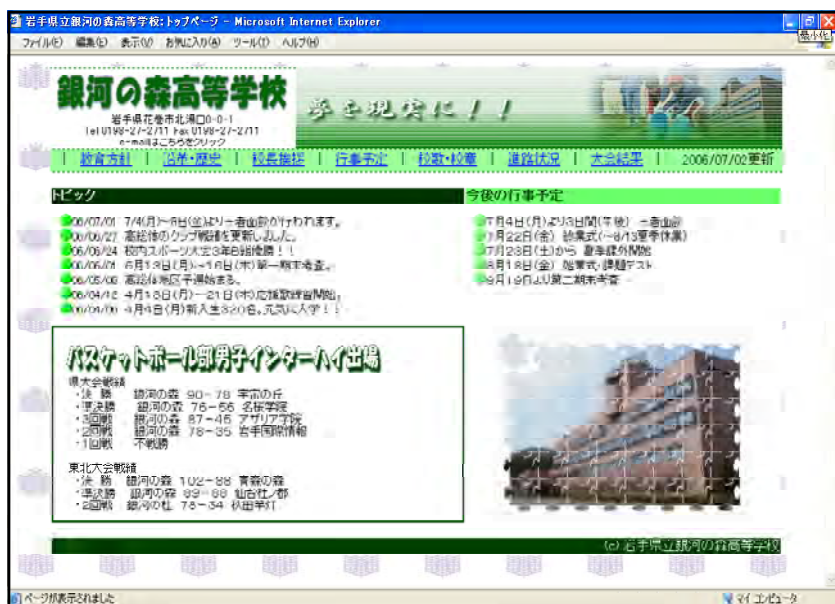 岩手県立銀河の森高等学校:トップページ - Microsoft Internet Explorer
ファイル(F) 編集(E) 表示(V) お気に入り(A) ツール(T) ヘルプ(H)
最小化
銀河の森高等学校
夢を現実に!!
岩手県花巻市北湯口0-0-1
Tel 0198-27-2711 Fax 0198-27-2711
e-mailはこちらをクリック
| 教育方針 | 沿革・歴史 | 校長挨拶 | 行事予定 | 校歌・校章 | 進路状況 | 大会結果 | 2006/07/02更新
トピック
06/07/01 7/4(月)~6日(金)より三者面談が行われます。
06/06/27 高総体のクラブ戦績を更新しました。
06/06/24 校内スポーツ大会3年B組優勝!!
06/06/01 6月13日(月)~16日(木)第一期末考査。
06/05/06 高総体地区予選始まる。
06/04/12 4月18日(月)~21日(木)応援歌練習開始。
4月4日(月)新入生320名、元気に入学!!
今後の行事予定
7月4日(月)より3日間(午後) 三者面談
7月22日(金) 終業式(~8/13夏季休業)
7月23日(土)から 夏季課外開始
8月18日(金) 始業式・課題テスト
9月19日より第二期末考査
バスケットボール部男子インターハイ出場
県大会戦績
・決 勝 銀河の森 90-78 宇宙の丘
・準決勝 銀河の森 76-56 名桜学院
・3回戦 銀河の森 87-45 アザリア学院
・2回戦 銀河の森 78-35 岩手国際情報
・1回戦 不戦勝
東北大会戦績
・決 勝 銀河の森 102-88 青森の森
・準決勝 銀河の森 89-68 仙台杜ノ都
・2回戦 銀河の杜 78-34 秋田竿灯
(c) 岩手県立銀河の森高等学校
ページが表示されました
マイ コンピュータ